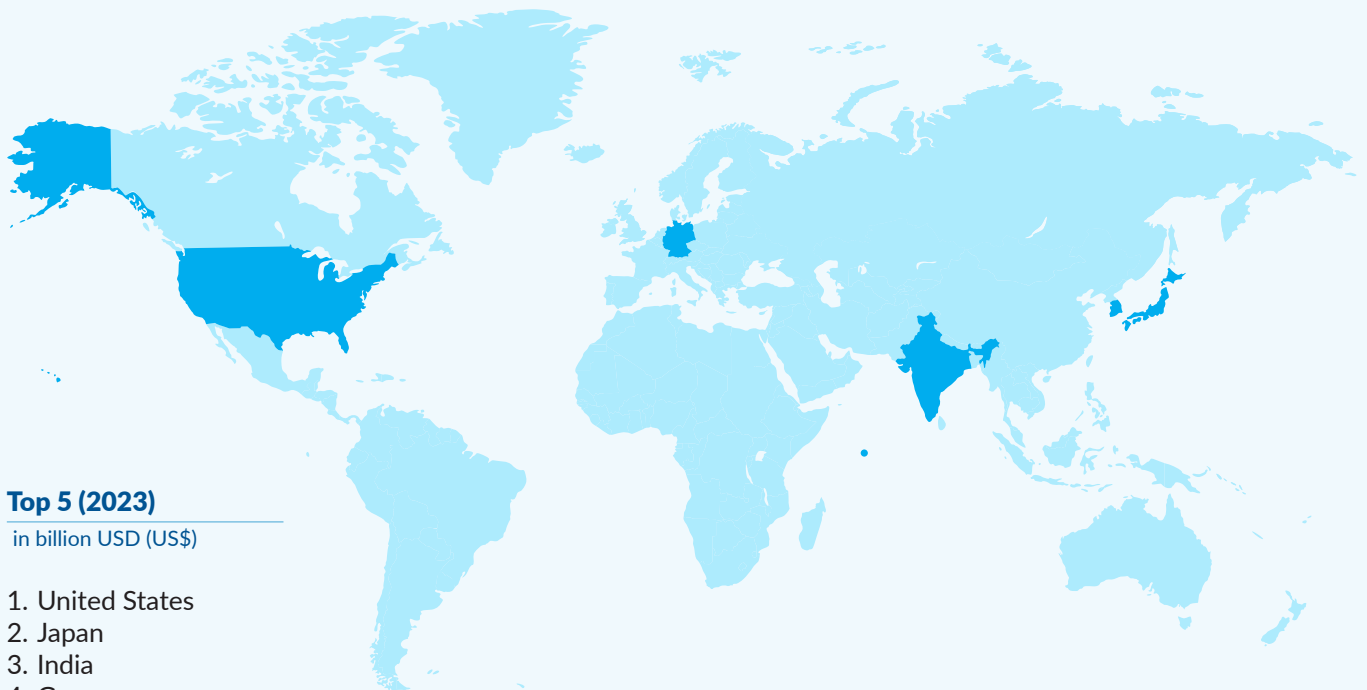 Top 5 (2023)
in billion USD (US$)
1. United States
2. Japan
3. India